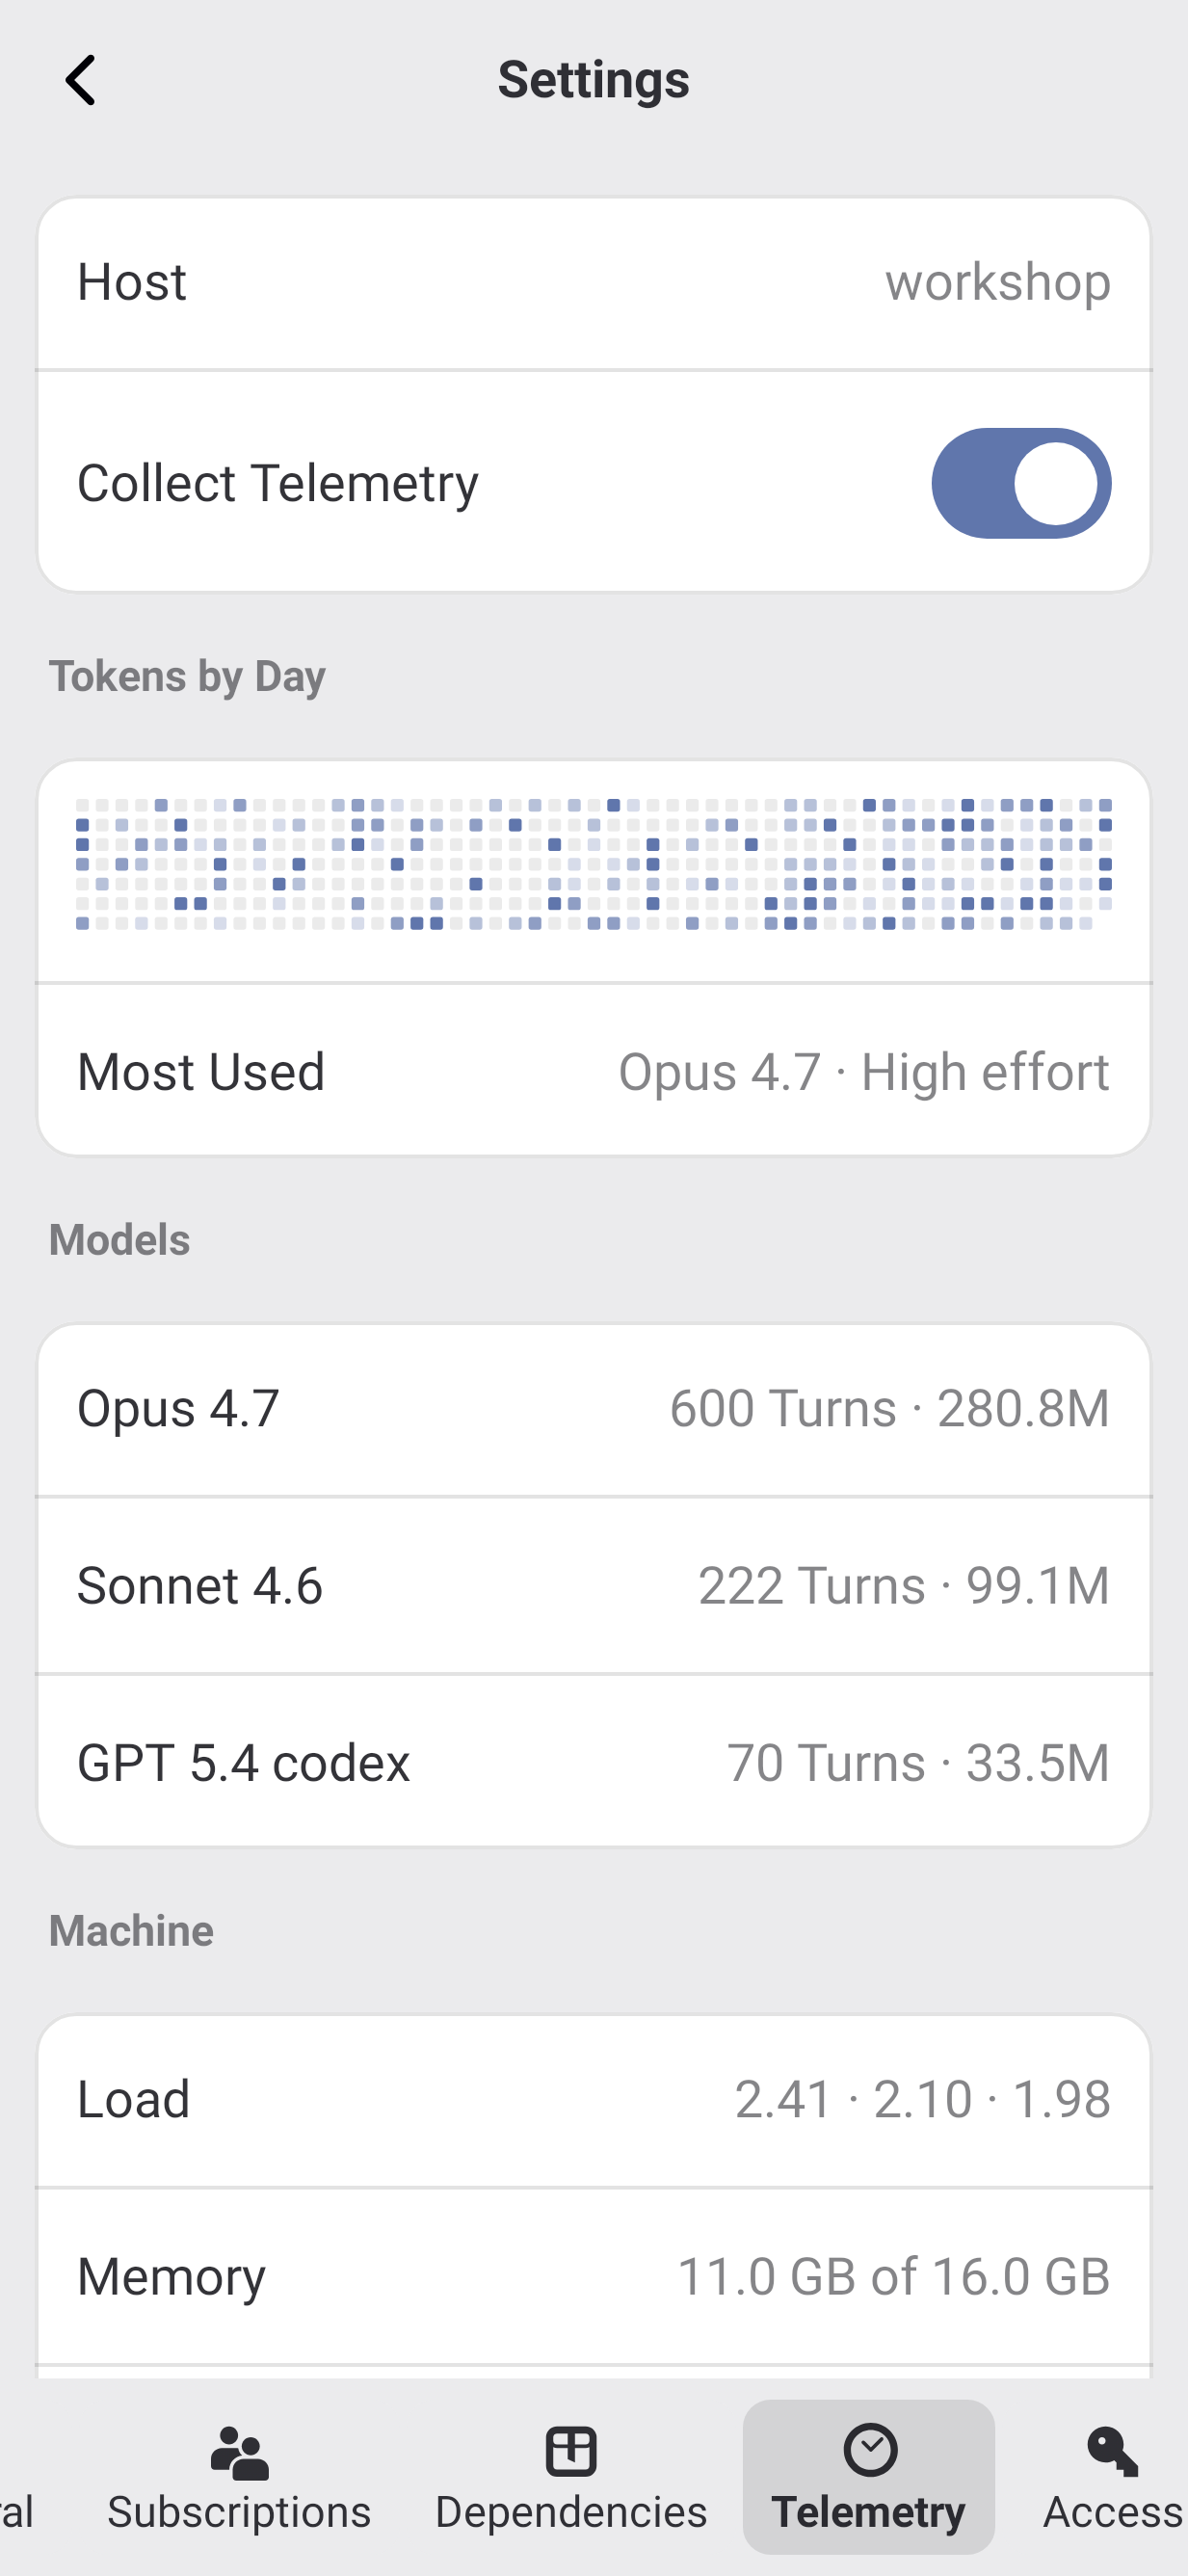 Settings
Host
workshop
Collect Telemetry
Tokens by Day
Most Used
Opus 4.7 · High effort
Models
Opus 4.7
600 Turns · 280.8M
Sonnet 4.6
222 Turns · 99.1M
GPT 5.4 codex
70 Turns · 33.5M
Machine
Load
2.41 · 2.10 · 1.98
Memory
11.0 GB of 16.0 GB
al
Subscriptions
Dependencies
Telemetry
Access